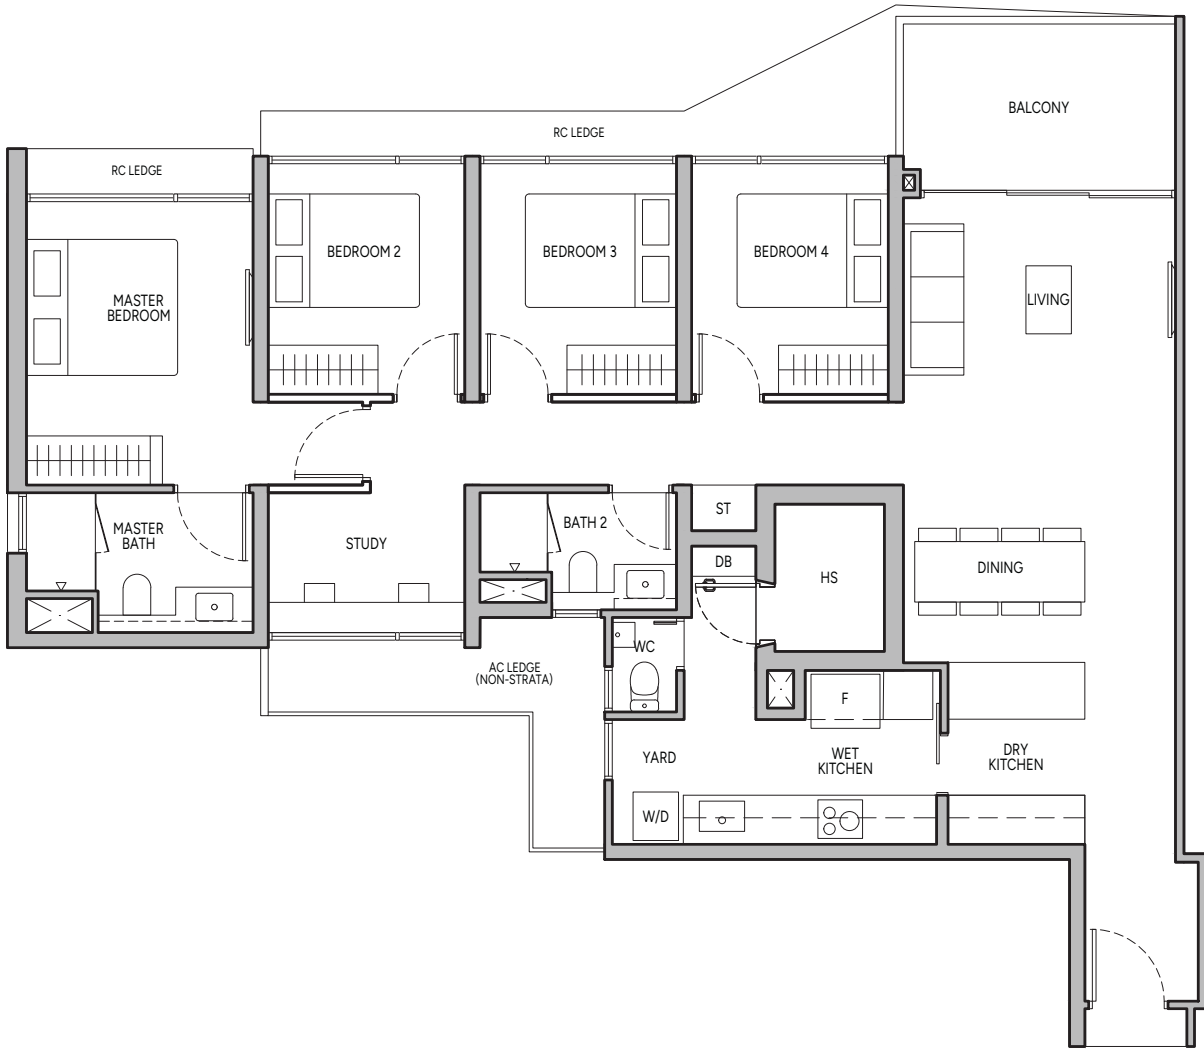 BALCONY
RC LEDGE
RC LEDGE
BEDROOM 2
BEDROOM 3
BEDROOM 4
MASTER
BEDROOM
LIVING
ST
MASTER
BATH
STUDY
BATH 2
DB
HS
DINING
WC
AC LEDGE
(NON-STRATA)
F
YARD
WET
KITCHEN
DRY
KITCHEN
W/D